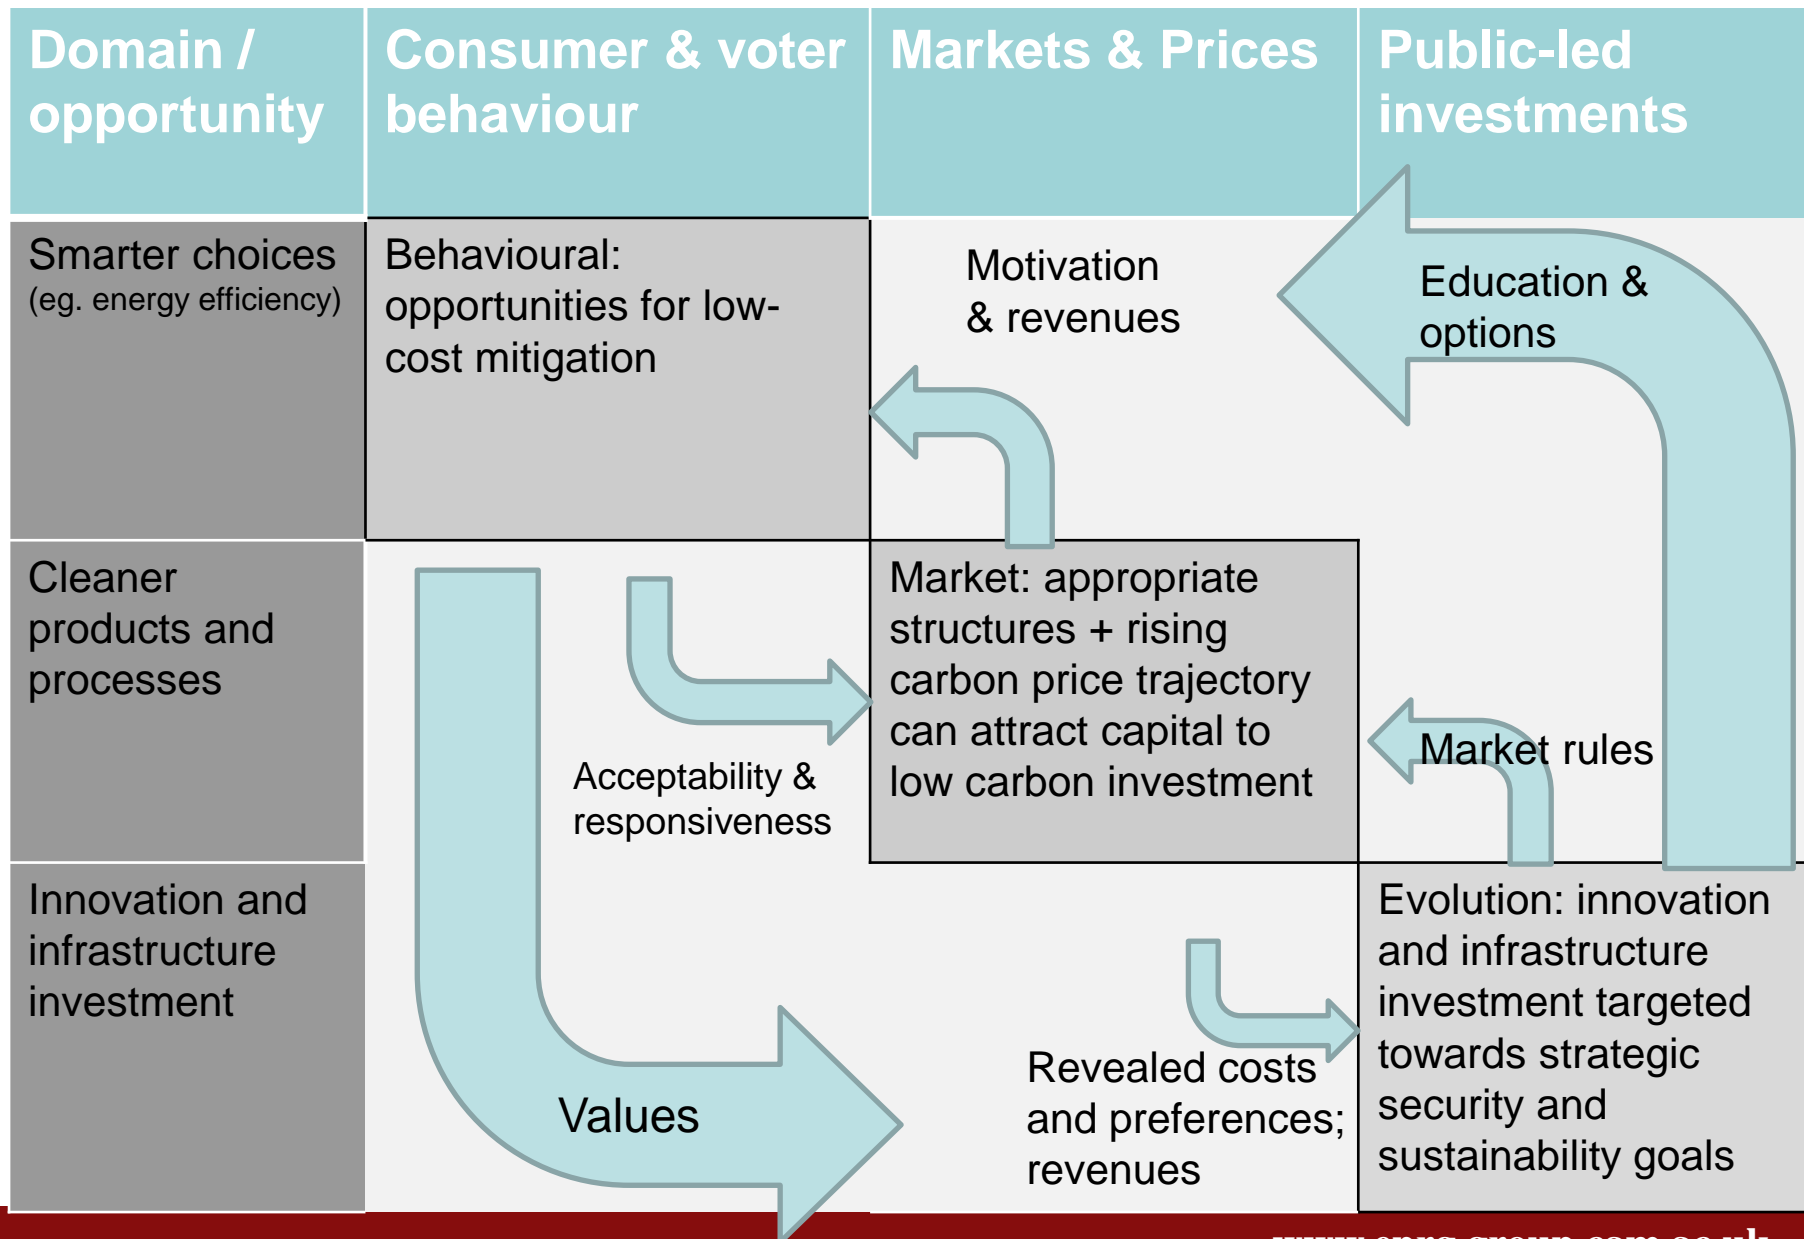 Domain /
opportunity
Consumer & voter
behaviour
Markets & Prices
Public-led
investments
Smarter choices
(eg. energy efficiency)
Behavioural:
opportunities for low-
cost mitigation
Motivation
& revenues
Education &
options
Cleaner
products and
processes
Acceptability &
responsiveness
Market: appropriate
structures + rising
carbon price trajectory
can attract capital to
low carbon investment
Market rules
Innovation and
infrastructure
investment
Values
Revealed costs
and preferences;
revenues
Evolution: innovation
and infrastructure
investment targeted
towards strategic
security and
sustainability goals